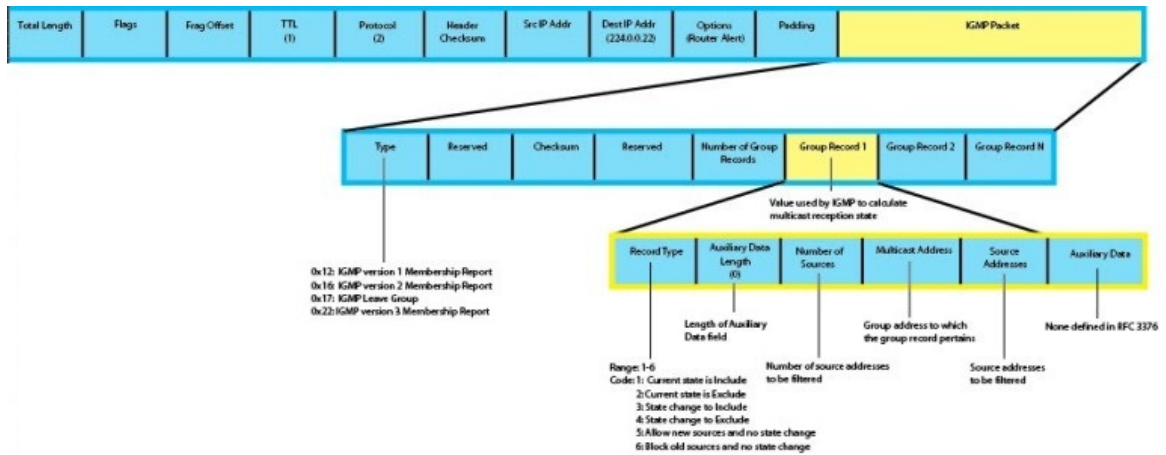 Total Length
Flags
Frag Offset
TTL
(1)
Protocol
(2)
Header
Checksum
Src IP Addr
Dest IP Addr
(224.0.0.22)
Options
(Router Alert)
Padding
IGMP Packet
Type
Reserved
Checksum
Reserved
Number of Group
Records
Group Record 1
Group Record 2
Group Record N
Value used by IGMP to calculate
multicast reception state
0x12: IGMP version 1 Membership Report
0x16: IGMP version 2 Membership Report
0x17: IGMP Leave Group
0x22: IGMP version 3 Membership Report
Record Type
Auxiliary Data
Length
(0)
Number of
Sources
Multicast Address
Source
Addresses
Auxiliary Data
Length of Auxiliary
Data field
Group address to which
the group record pertains
None defined in RFC 3376
Range: 1-6
Code: 1: Current state is Include
2: Current state is Exclude
3: State change to Include
4: State change to Exclude
5: Allow new sources and no state change
6: Block old sources and no state change
Number of source addresses
to be filtered
Source addresses
to be filtered